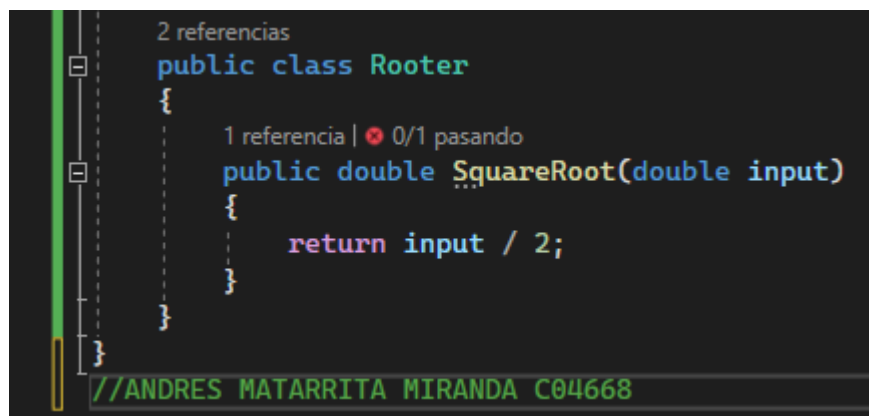 2 referencias
public class Rooter
{
1 referencia | 0/1 pasando
public double SquareRoot(double input)
{
return input / 2;
}
}
}
//ANDRES MATARRITA MIRANDA C04668